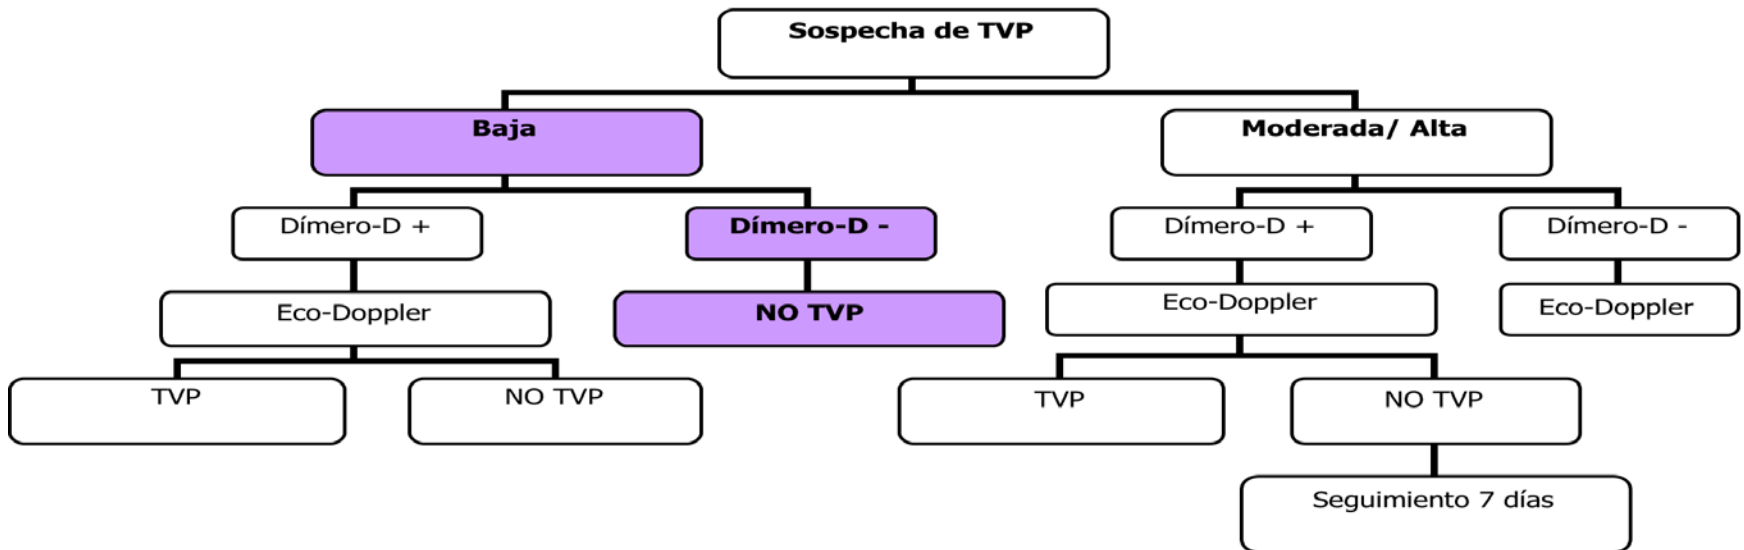 Sospecha de TVP
Baja
Moderada/ Alta
Dímero-D +
Dímero-D -
Dímero-D +
Dímero-D -
Eco-Doppler
NO TVP
Eco-Doppler
Eco-Doppler
TVP
NO TVP
TVP
NO TVP
Seguimiento 7 días